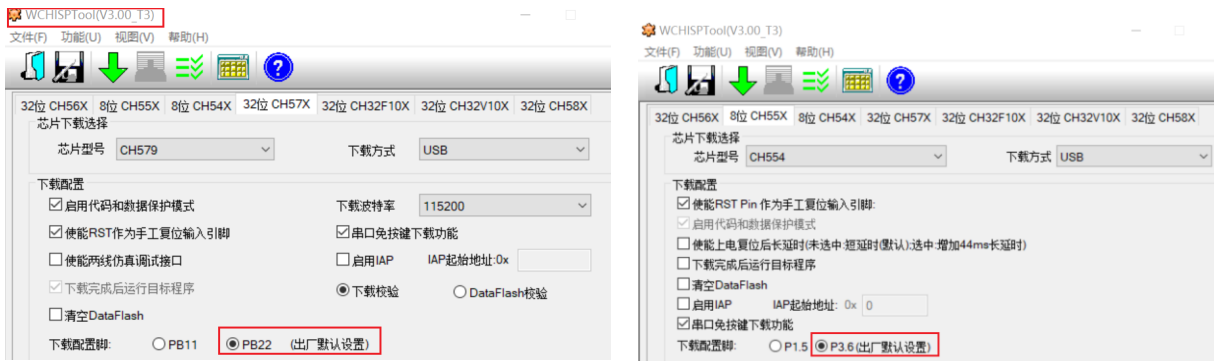 WCHISPTool(V3.00_T3)
文件(F) 功能(U) 视图(V) 帮助(H)
32位 CH56X 8位 CH55X 8位 CH54X 32位 CH57X 32位 CH32F10X 32位 CH32V10X 32位 CH58X
芯片下载选择
芯片型号 CH579 下载方式 USB
下载配置
启用代码和数据保护模式 下载波特率 115200
使能RST作为手工复位输入引脚 串口免按键下载功能
使能两线仿真调试接口 启用IAP IAP起始地址:0x
下载完成后运行目标程序 下载校验 DataFlash校验
清空DataFlash
下载配置脚: PB11 PB22 (出厂默认设置)
WCHISPTool(V3.00_T3)
文件(F) 功能(U) 视图(V) 帮助(H)
32位 CH56X 8位 CH55X 8位 CH54X 32位 CH57X 32位 CH32F10X 32位 CH32V10X 32位 CH58X
芯片下载选择
芯片型号 CH554 下载方式 USB
下载配置
使能RST Pin 作为手工复位输入引脚:
启用代码和数据保护模式
使能上电复位后长延时(未选中:短延时(默认);选中:增加44ms长延时)
下载完成后运行目标程序
清空DataFlash
启用IAP IAP起始地址: 0x 0
串口免按键下载功能
下载配置脚: P1.5 P3.6(出厂默认设置)